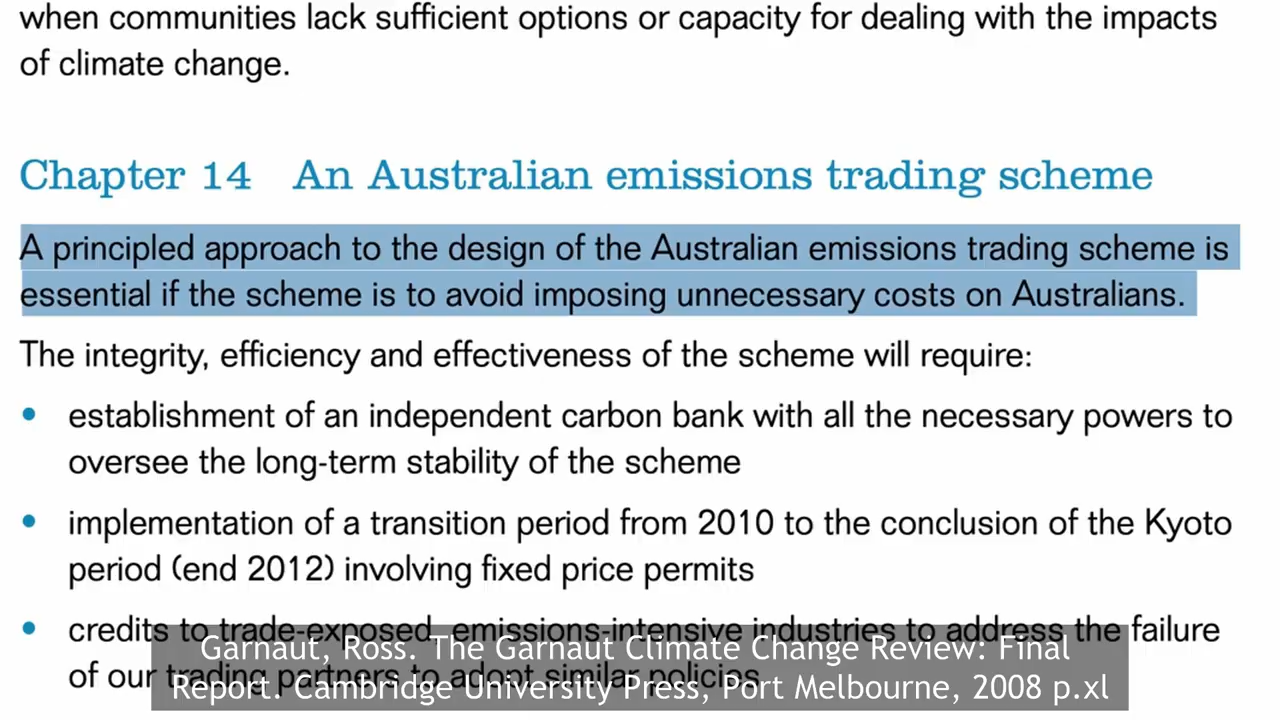 when communities lack sufficient options or capacity for dealing with the impacts
of climate change.
Chapter 14 An Australian emissions trading scheme
A principled approach to the design of the Australian emissions trading scheme is
essential if the scheme is to avoid imposing unnecessary costs on Australians.
The integrity, efficiency and effectiveness of the scheme will require:
• establishment of an independent carbon bank with all the necessary powers to
oversee the long-term stability of the scheme
• implementation of a transition period from 2010 to the conclusion of the Kyoto
period (end 2012) involving fixed price permits
• credits to trade-exposed, emissions-intensive industries to address the failure
of our trading partners to adopt similar policies.
Garnaut, Ross. The Garnaut Climate Change Review: Final
Report. Cambridge University Press, Port Melbourne, 2008 p.xl